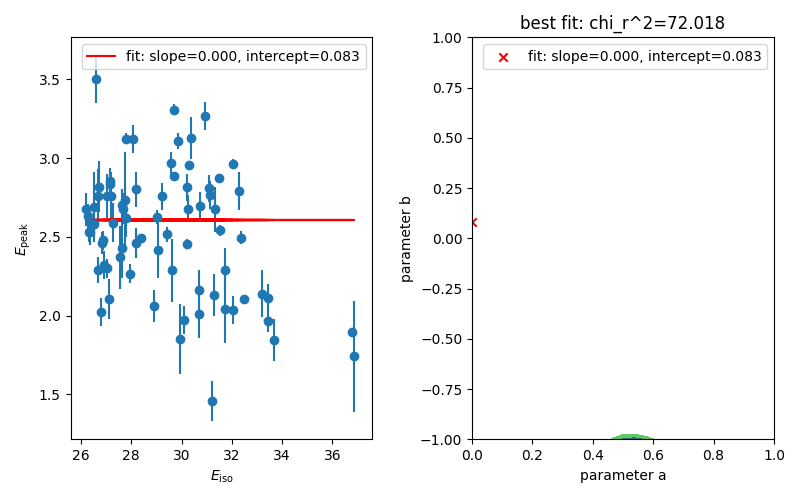 best fit: chi_r^2=72.018
fit: slope=0.000, intercept=0.083
3.5
3.0
2.5
2.0
1.5
E_peak
26 28 30 32 34 36
E_iso
fit: slope=0.000, intercept=0.083
1.00
0.75
0.50
0.25
0.00
−0.25
−0.50
−0.75
−1.00
parameter b
0.0 0.2 0.4 0.6 0.8 1.0
parameter a